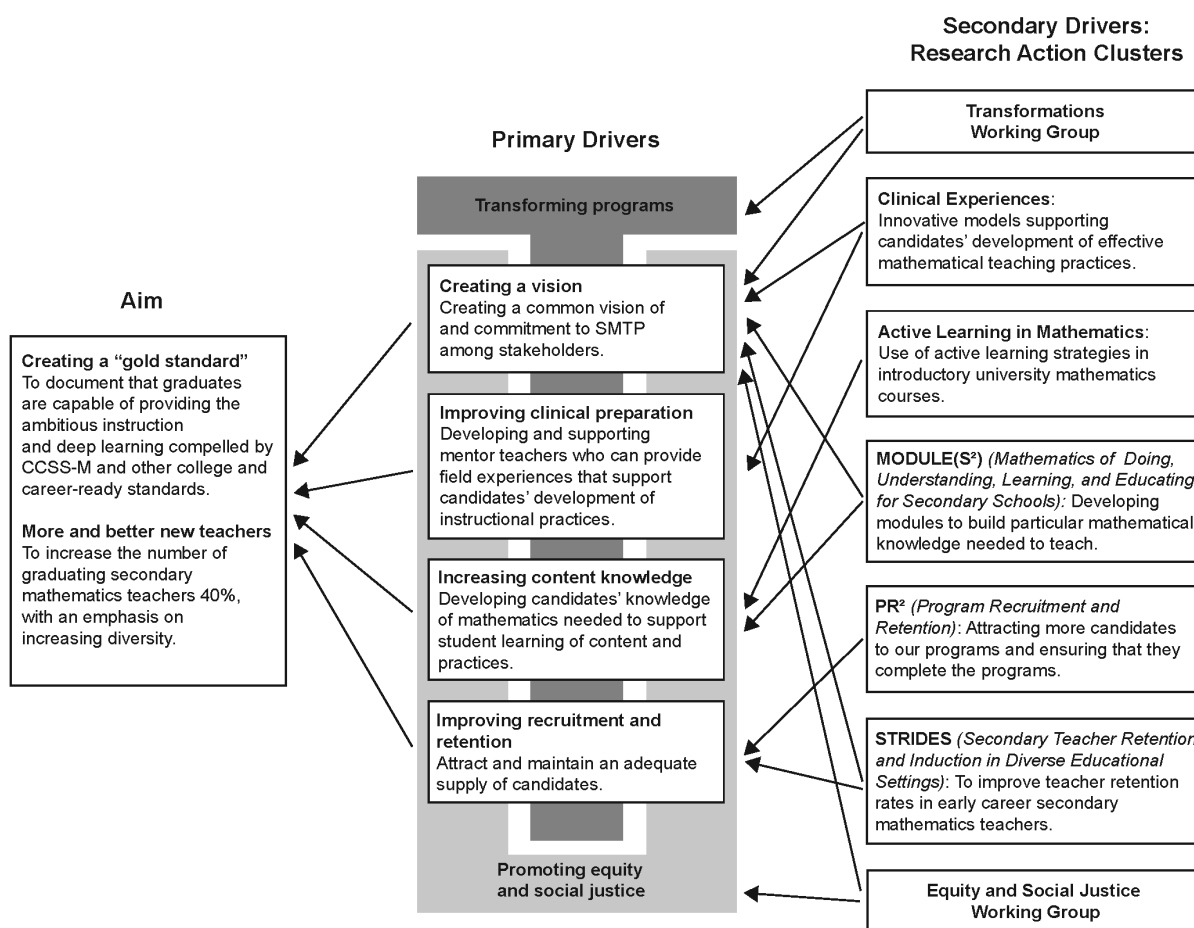 Secondary Drivers:
Research Action Clusters
Transformations
Working Group
Primary Drivers
Transforming programs
Clinical Experiences:
Innovative models supporting
candidates’ development of effective
mathematical teaching practices.
Creating a vision
Creating a common vision of
and commitment to SMTP
among stakeholders.
Aim
Creating a “gold standard”
To document that graduates
are capable of providing the
ambitious instruction
and deep learning compelled by
CCSS-M and other college and
career-ready standards.
More and better new teachers
To increase the number of
graduating secondary
mathematics teachers 40%,
with an emphasis on
increasing diversity.
Active Learning in Mathematics:
Use of active learning strategies in
introductory university mathematics
courses.
Improving clinical preparation
Developing and supporting
mentor teachers who can provide
field experiences that support
candidates’ development of
instructional practices.
MODULE(S²) (Mathematics of Doing,
Understanding, Learning, and Educating
for Secondary Schools): Developing
modules to build particular mathematical
knowledge needed to teach.
Increasing content knowledge
Developing candidates’ knowledge
of mathematics needed to support
student learning of content and
practices.
PR² (Program Recruitment and
Retention): Attracting more candidates
to our programs and ensuring that they
complete the programs.
Improving recruitment and
retention
Attract and maintain an adequate
supply of candidates.
STRIDES (Secondary Teacher Retention
and Induction in Diverse Educational
Settings): To improve teacher retention
rates in early career secondary
mathematics teachers.
Promoting equity
and social justice
Equity and Social Justice
Working Group